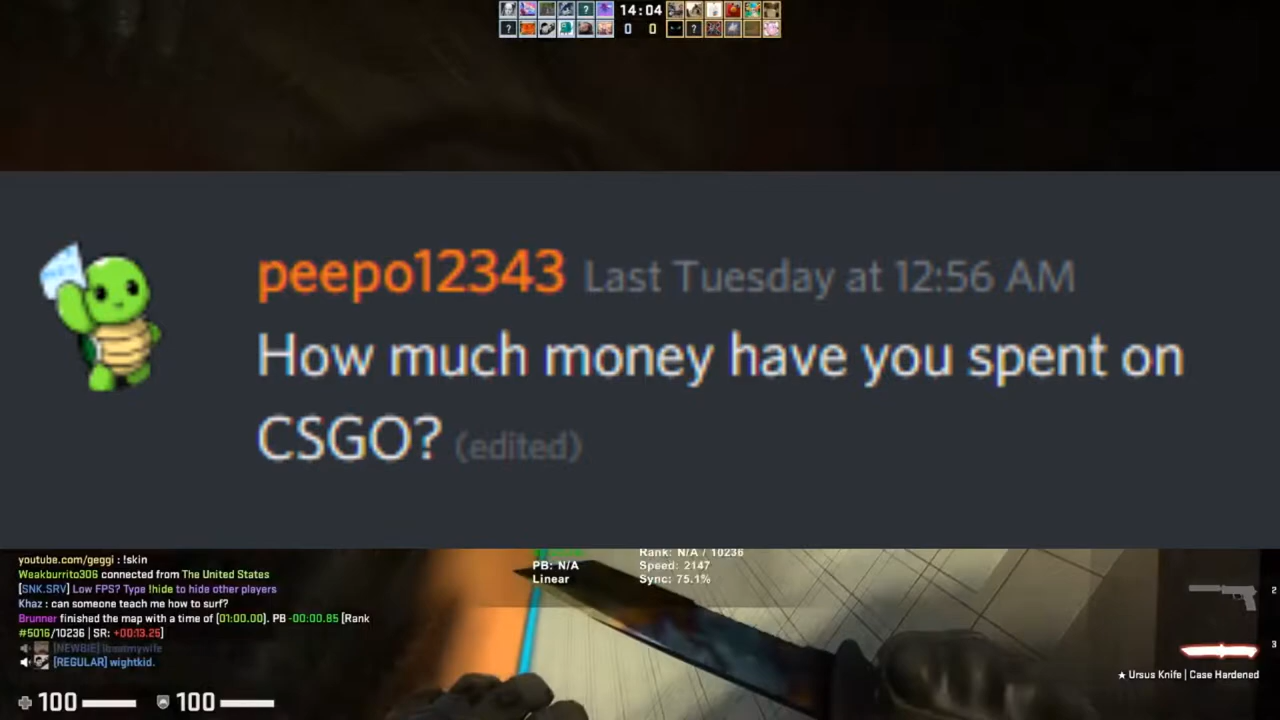 14:04
0 0
peepo12343 Last Tuesday at 12:56 AM
How much money have you spent on
CSGO? (edited)
youtube.com/geggi : !skin
Weakburrito306 connected from The United States
[SNK.SRV] Low FPS? Type !hide to hide other players
Khaz : can someone teach me how to surf?
Brunner finished the map with a time of [01:00.00]. PB -00:00.85 [Rank
#5016/10236 | SR: +00:13.25]
[REGULAR] wightkid.
Rank: N/A / 10236
PB: N/A Speed: 2147
Linear Sync: 75.1%
2
3
★ Ursus Knife | Case Hardened
100 100